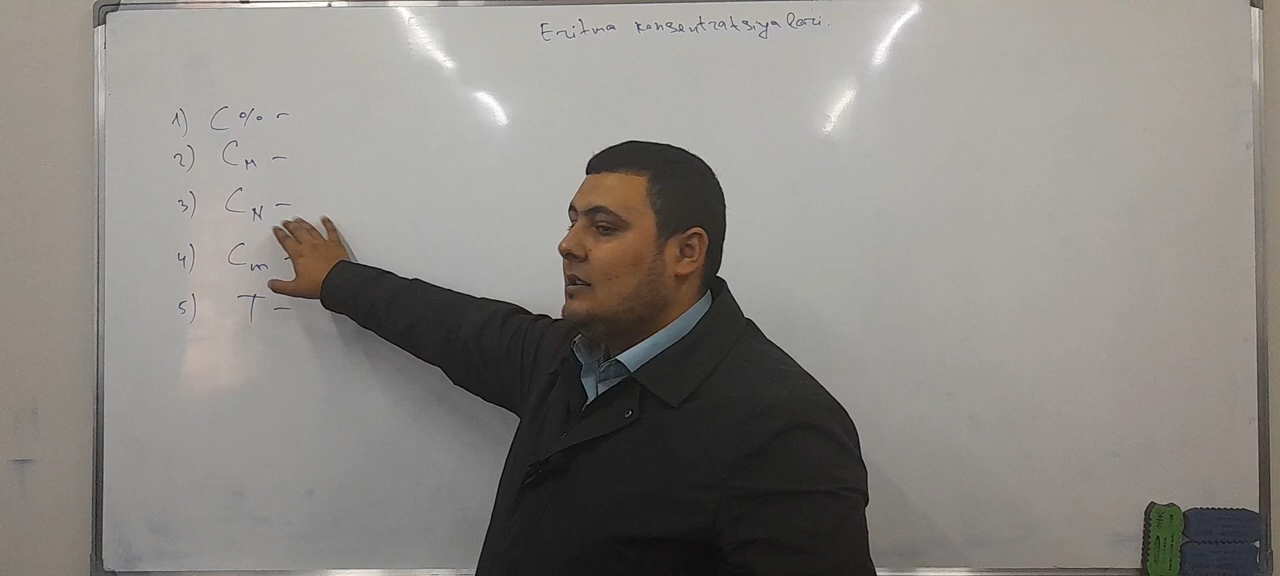 Eritma konsentratsiyalari.
1) C% -
2) C_M -
3) C_N -
4) C_m -
5) T -